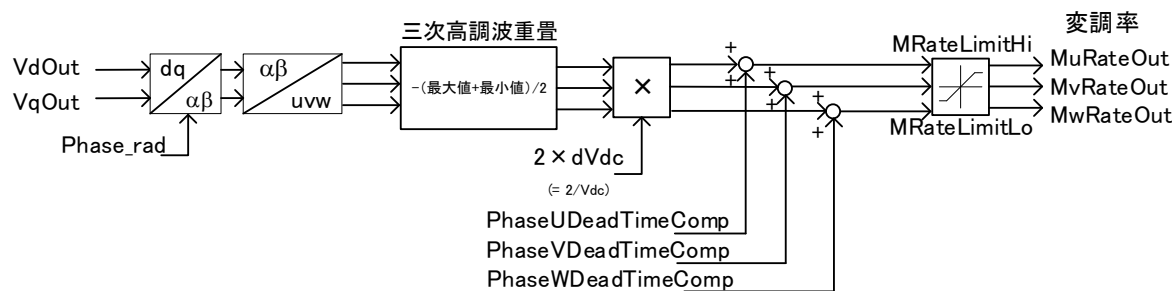 三次高調波重畳
変調率
VdOut
VqOut
dq
αβ
αβ
uvw
-(最大値+最小値)/2
×
+
+
+
+
+
+
MRateLimitHi
MRateLimitLo
MuRateOut
MvRateOut
MwRateOut
Phase_rad
2×dVdc
(= 2/Vdc)
PhaseUDeadTimeComp
PhaseVDeadTimeComp
PhaseWDeadTimeComp